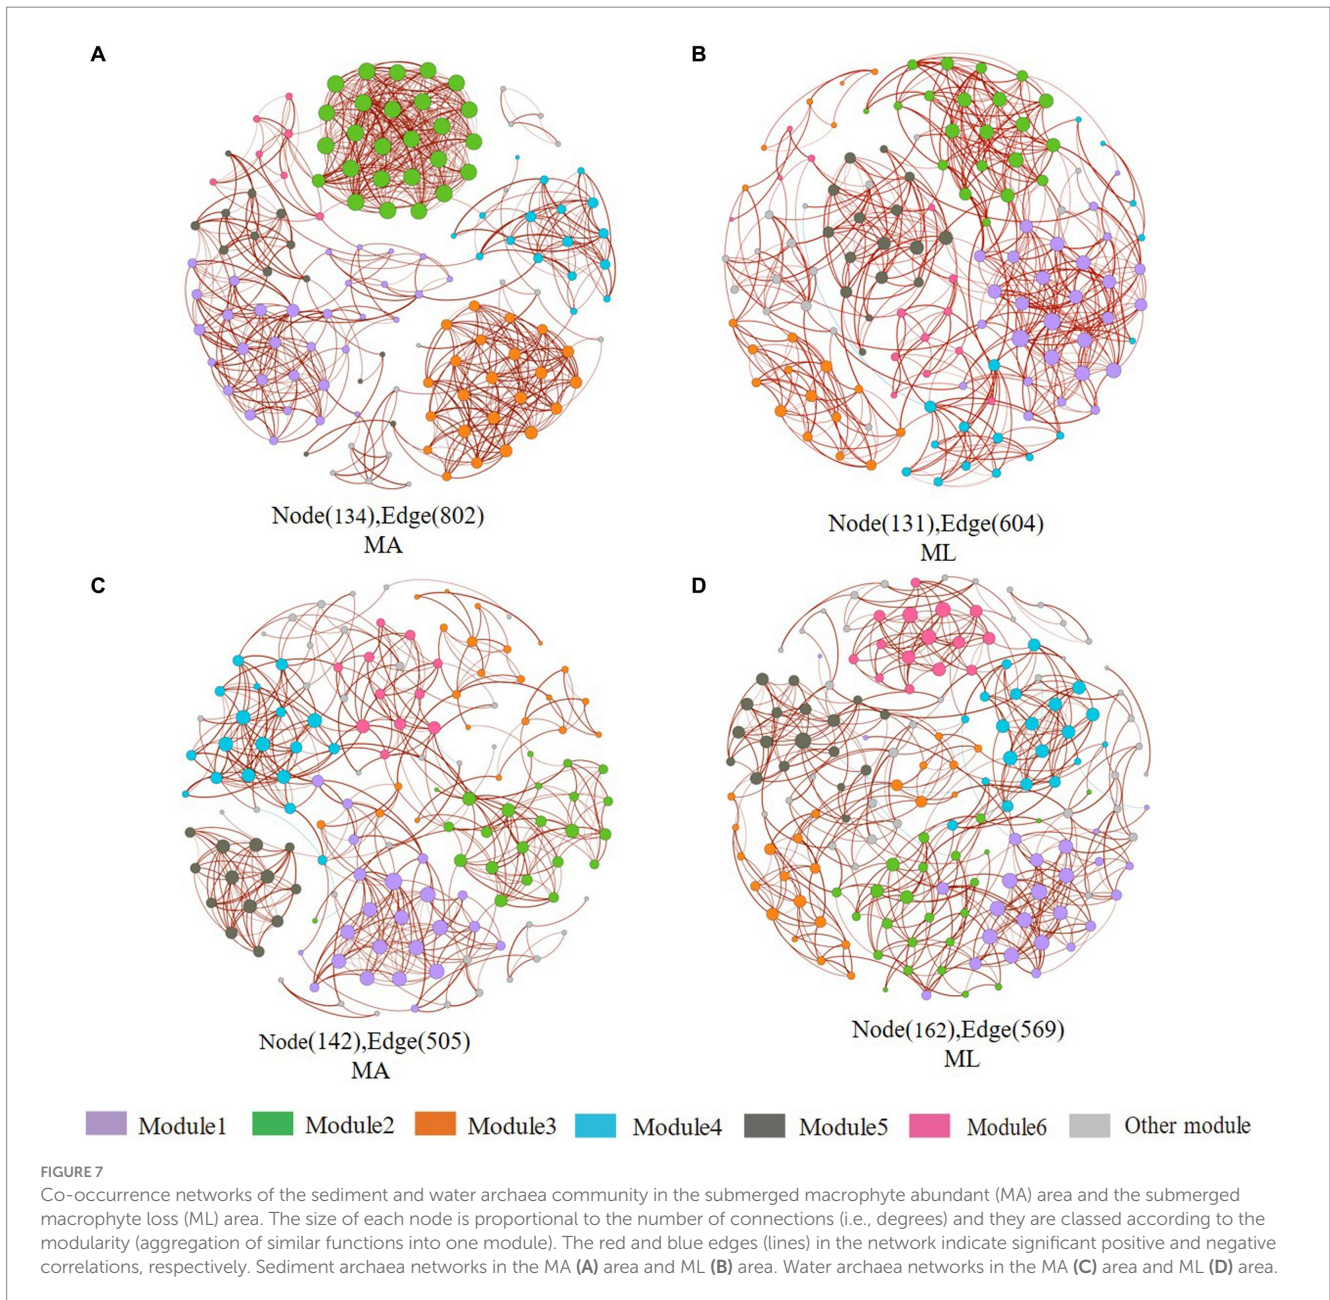 A
B
Node(134),Edge(802)
MA
Node(131),Edge(604)
ML
C
D
Node(142),Edge(505)
MA
Node(162),Edge(569)
ML
Module1
Module2
Module3
Module4
Module5
Module6
Other module
FIGURE 7
Co-occurrence networks of the sediment and water archaea community in the submerged macrophyte abundant (MA) area and the submerged
macrophyte loss (ML) area. The size of each node is proportional to the number of connections (i.e., degrees) and they are classed according to the
modularity (aggregation of similar functions into one module). The red and blue edges (lines) in the network indicate significant positive and negative
correlations, respectively. Sediment archaea networks in the MA (A) area and ML (B) area. Water archaea networks in the MA (C) area and ML (D) area.